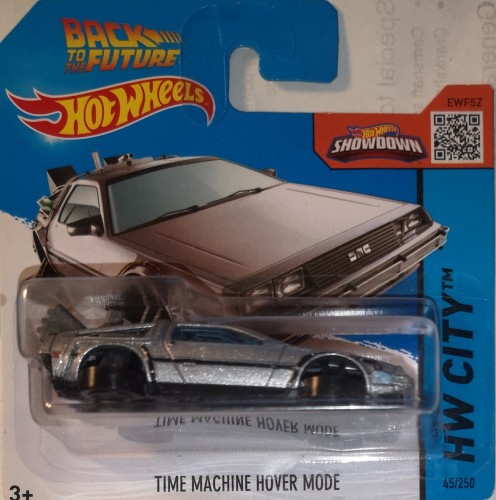 BACK
TO THE
FUTURE
Hot Wheels
EWF5Z
Hot Wheels
SHOWDOWN
DMC
HW CITY™
45/250
TIME MACHINE HOVER MODE
TIME MACHINE HOVER MODE
3+